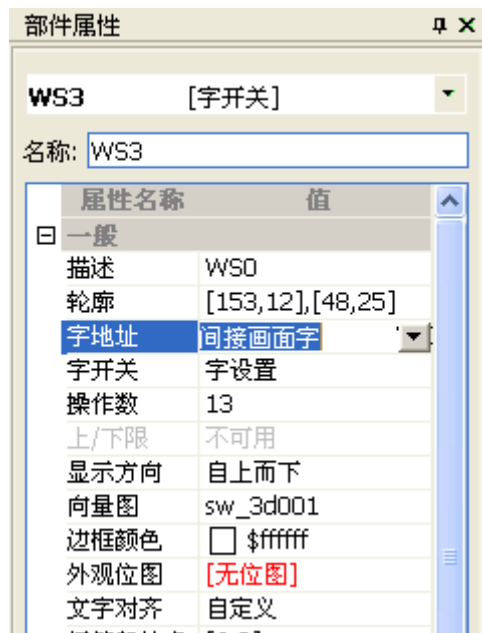 部件属性
WS3 [字开关]
名称: WS3
属性名称 值
一般
描述 WS0
轮廓 [153,12],[48,25]
字地址 间接画面字
字开关 字设置
操作数 13
上/下限 不可用
显示方向 自上而下
向量图 sw_3d001
边框颜色 $ffffff
外观位图 [无位图]
文字对齐 自定义